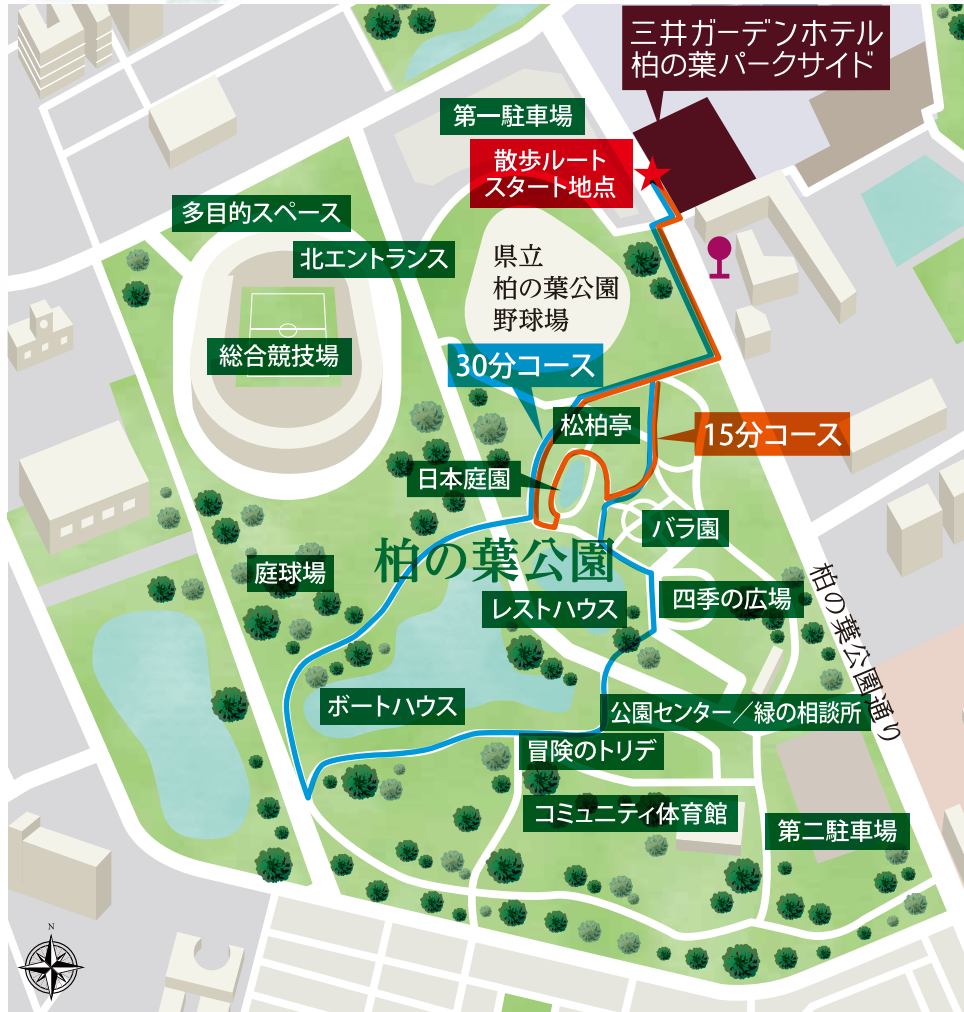 三井ガーデンホテル
柏の葉パークサイド
第一駐車場
散歩ルート
スタート地点
多目的スペース
北エントランス
県立
柏の葉公園
野球場
総合競技場
30分コース
松柏亭
15分コース
日本庭園
バラ園
柏の葉公園
庭球場
四季の広場
レストハウス
柏の葉公園通り
ボートハウス
公園センター／緑の相談所
冒険のトリデ
コミュニティ体育館
第二駐車場
N